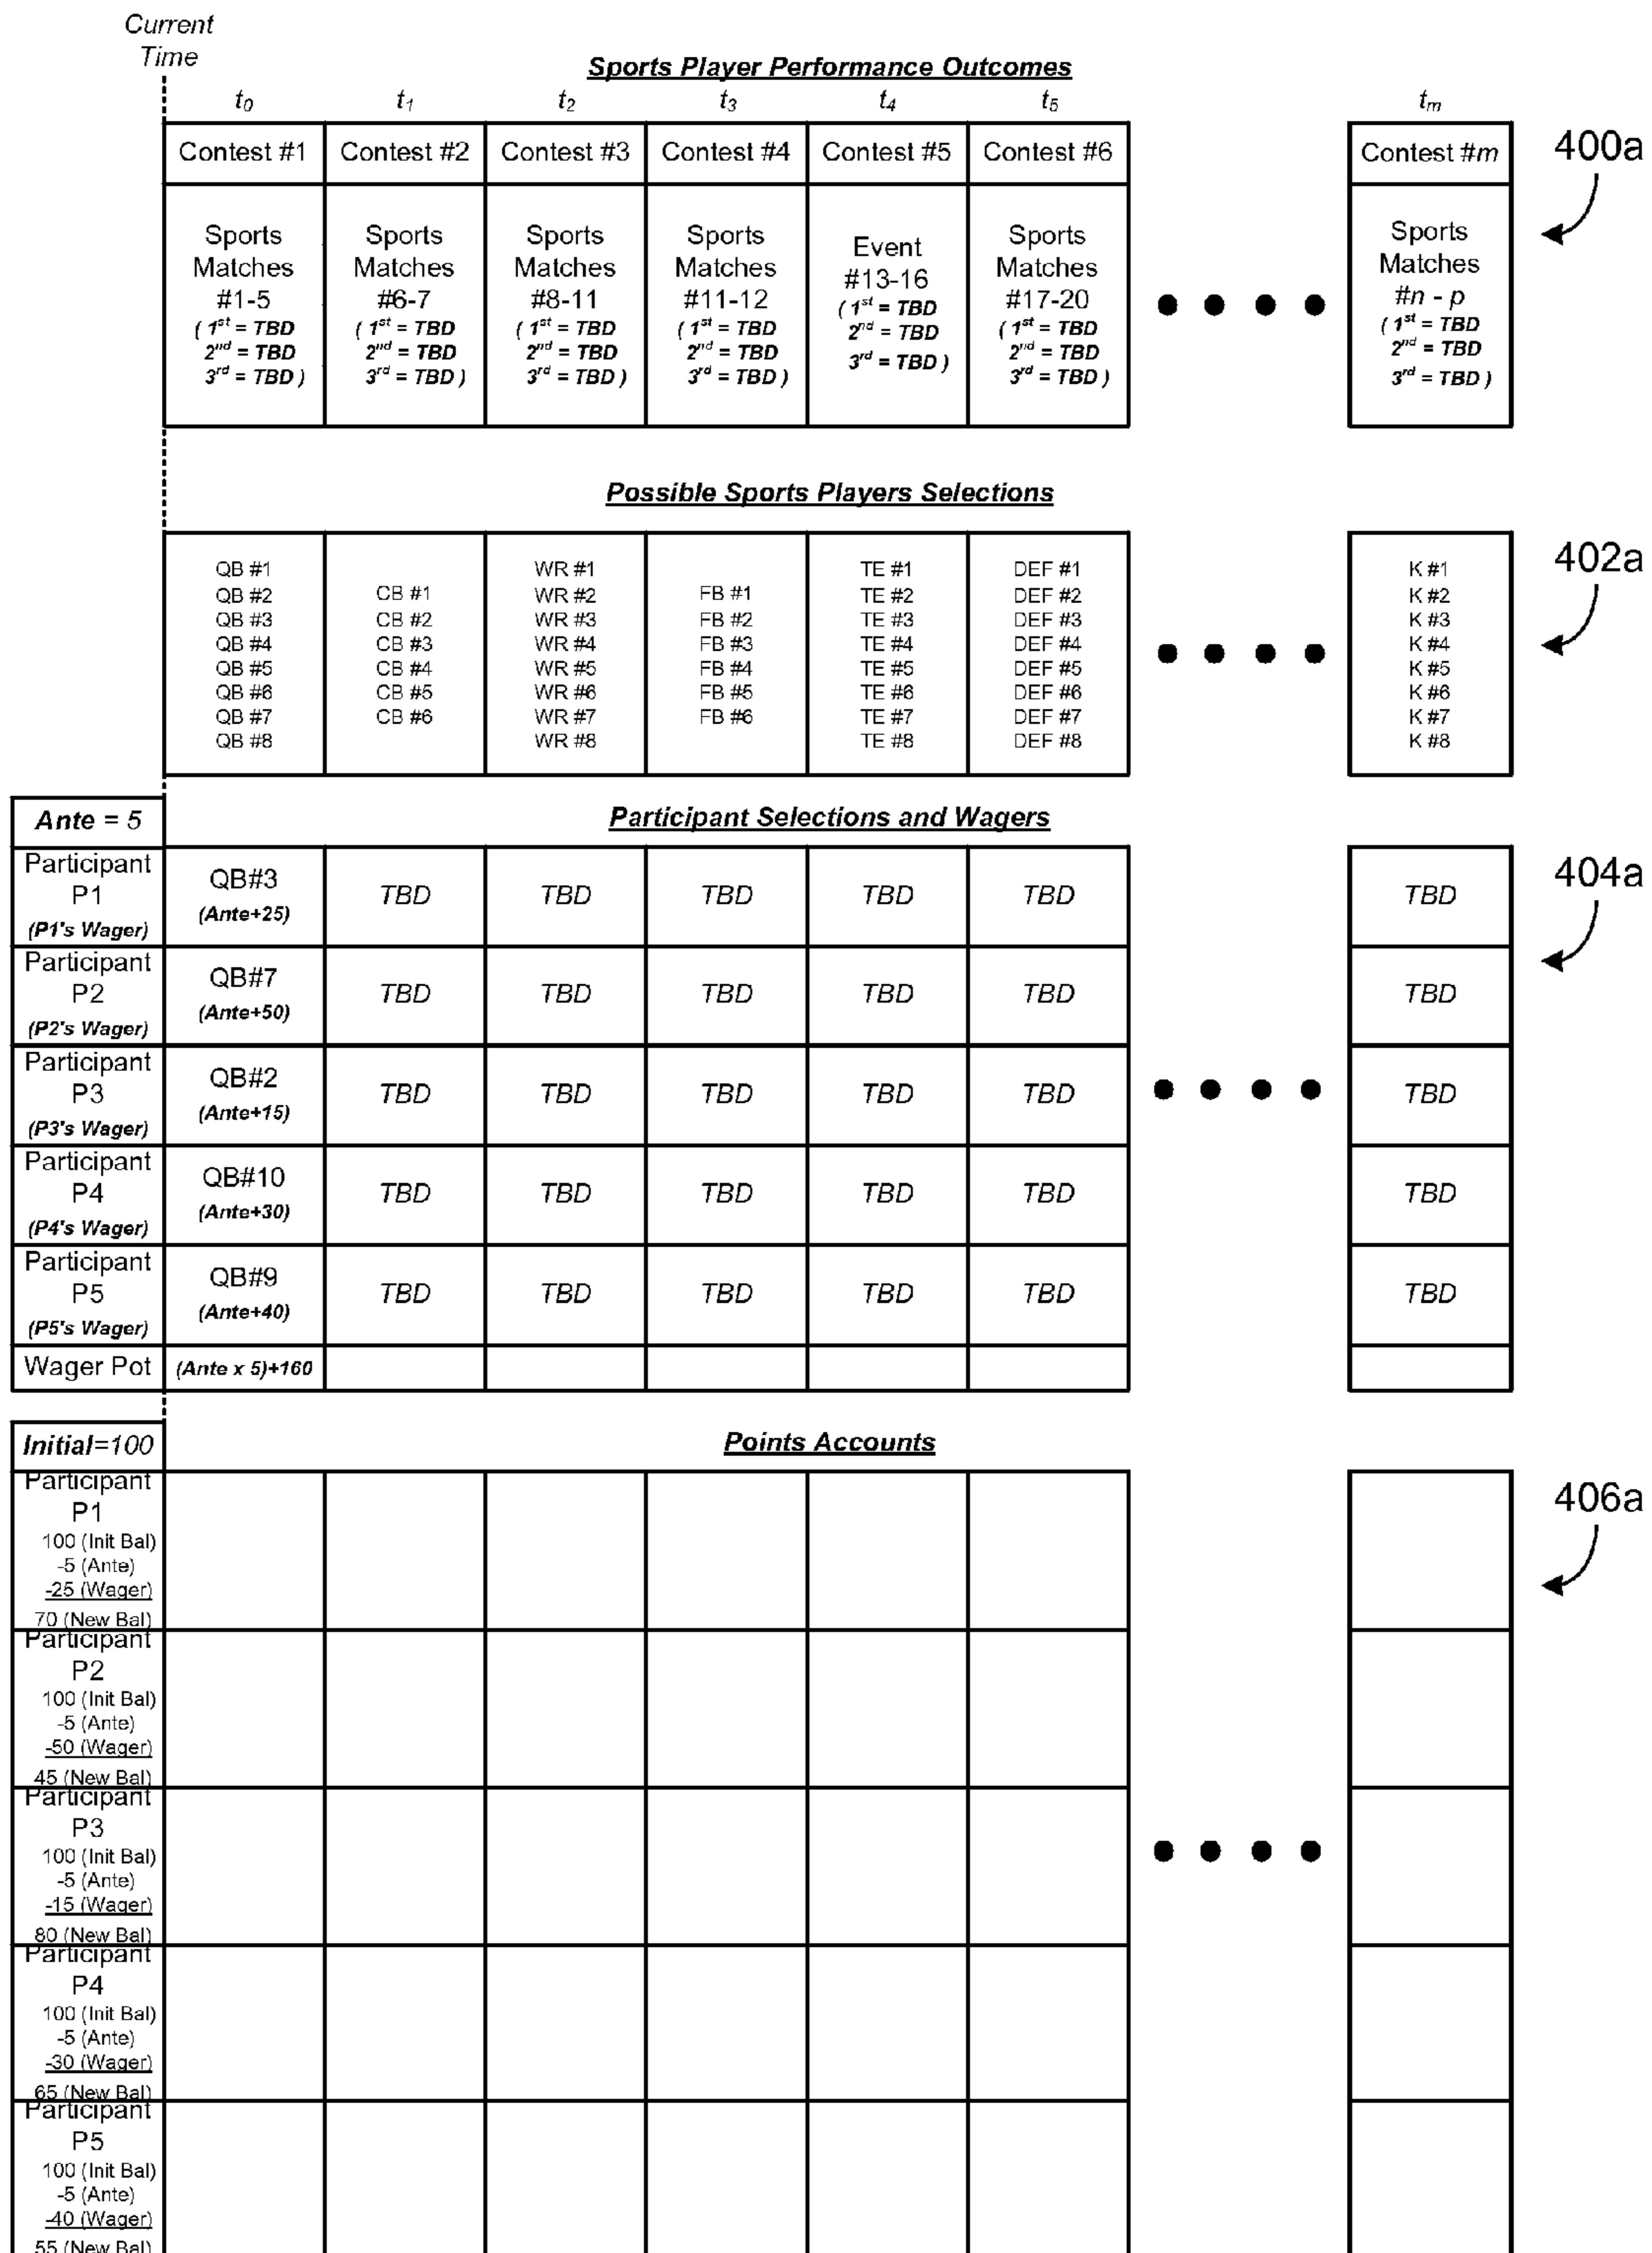 Current
Time
Sports Player Performance Outcomes
t0 t1 t2 t3 t4 t5 tm
Contest #1 Contest #2 Contest #3 Contest #4 Contest #5 Contest #6 Contest #m
400a
Sports Matches #1-5 ( 1st = TBD 2nd = TBD 3rd = TBD )
Sports Matches #6-7 ( 1st = TBD 2nd = TBD 3rd = TBD )
Sports Matches #8-11 ( 1st = TBD 2nd = TBD 3rd = TBD )
Sports Matches #11-12 ( 1st = TBD 2nd = TBD 3rd = TBD )
Event #13-16 ( 1st = TBD 2nd = TBD 3rd = TBD )
Sports Matches #17-20 ( 1st = TBD 2nd = TBD 3rd = TBD )
Sports Matches #n - p ( 1st = TBD 2nd = TBD 3rd = TBD )
Possible Sports Players Selections
402a
QB #1 WR #1 TE #1 DEF #1 K #1
QB #2 CB #1 WR #2 FB #1 TE #2 DEF #2 K #2
QB #3 CB #2 WR #3 FB #2 TE #3 DEF #3 K #3
QB #4 CB #3 WR #4 FB #3 TE #4 DEF #4 K #4
QB #5 CB #4 WR #5 FB #4 TE #5 DEF #5 K #5
QB #6 CB #5 WR #6 FB #5 TE #6 DEF #6 K #6
QB #7 CB #6 WR #7 FB #6 TE #7 DEF #7 K #7
QB #8 WR #8 TE #8 DEF #8 K #8
Ante = 5
Participant Selections and Wagers
404a
Participant
P1
(P1's Wager)
QB#3
(Ante+25)
TBD TBD TBD TBD TBD TBD
Participant
P2
(P2's Wager)
QB#7
(Ante+50)
TBD TBD TBD TBD TBD TBD
Participant
P3
(P3's Wager)
QB#2
(Ante+15)
TBD TBD TBD TBD TBD TBD
Participant
P4
(P4's Wager)
QB#10
(Ante+30)
TBD TBD TBD TBD TBD TBD
Participant
P5
(P5's Wager)
QB#9
(Ante+40)
TBD TBD TBD TBD TBD TBD
Wager Pot (Ante x 5)+160
Initial=100
Points Accounts
406a
Participant
P1
100 (Init Bal)
-5 (Ante)
-25 (Wager)
70 (New Bal)
Participant
P2
100 (Init Bal)
-5 (Ante)
-50 (Wager)
45 (New Bal)
Participant
P3
100 (Init Bal)
-5 (Ante)
-15 (Wager)
80 (New Bal)
Participant
P4
100 (Init Bal)
-5 (Ante)
-30 (Wager)
65 (New Bal)
Participant
P5
100 (Init Bal)
-5 (Ante)
-40 (Wager)
55 (New Bal)